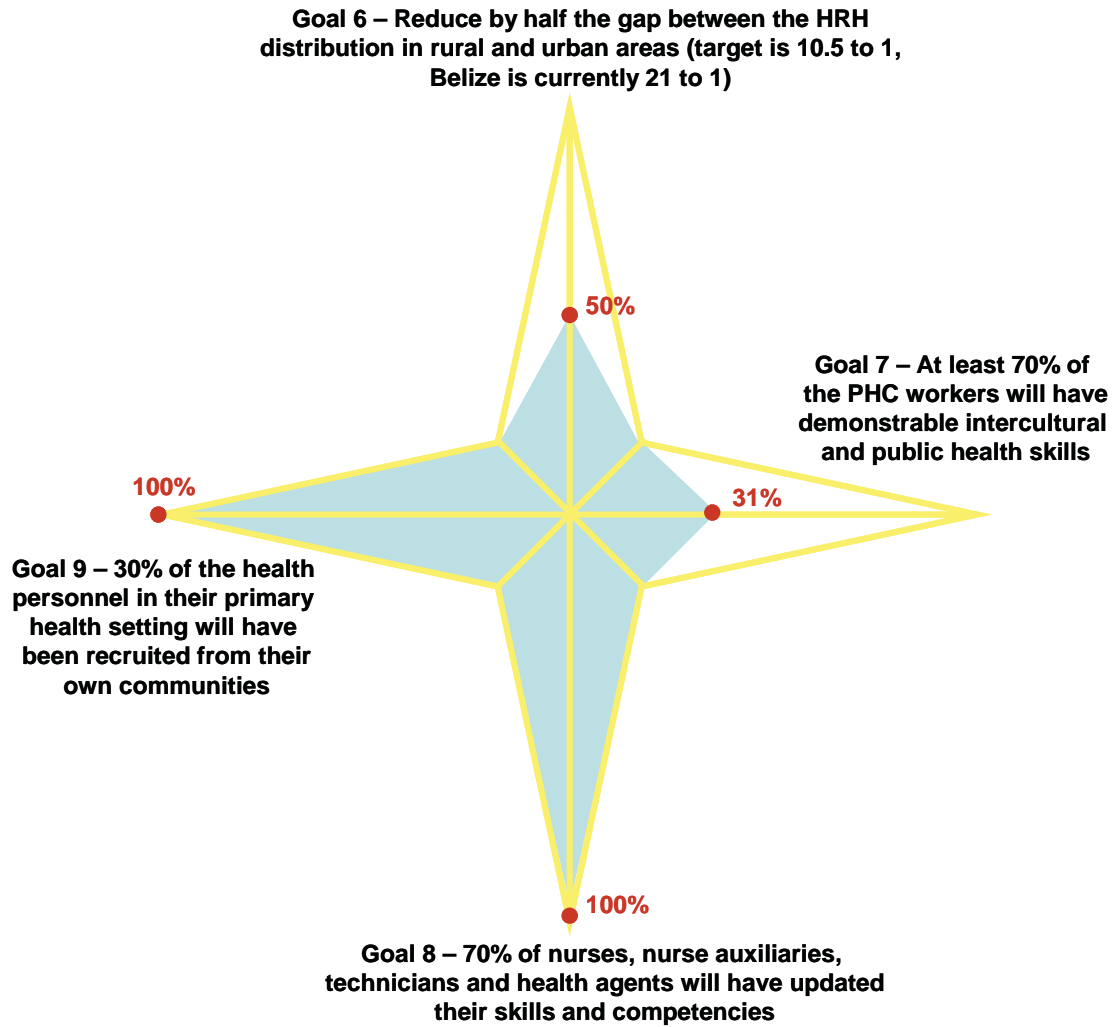 Goal 6 – Reduce by half the gap between the HRH
distribution in rural and urban areas (target is 10.5 to 1,
Belize is currently 21 to 1)
50%
Goal 7 – At least 70% of
the PHC workers will have
demonstrable intercultural
and public health skills
31%
100%
Goal 9 – 30% of the health
personnel in their primary
health setting will have
been recruited from their
own communities
100%
Goal 8 – 70% of nurses, nurse auxiliaries,
technicians and health agents will have updated
their skills and competencies